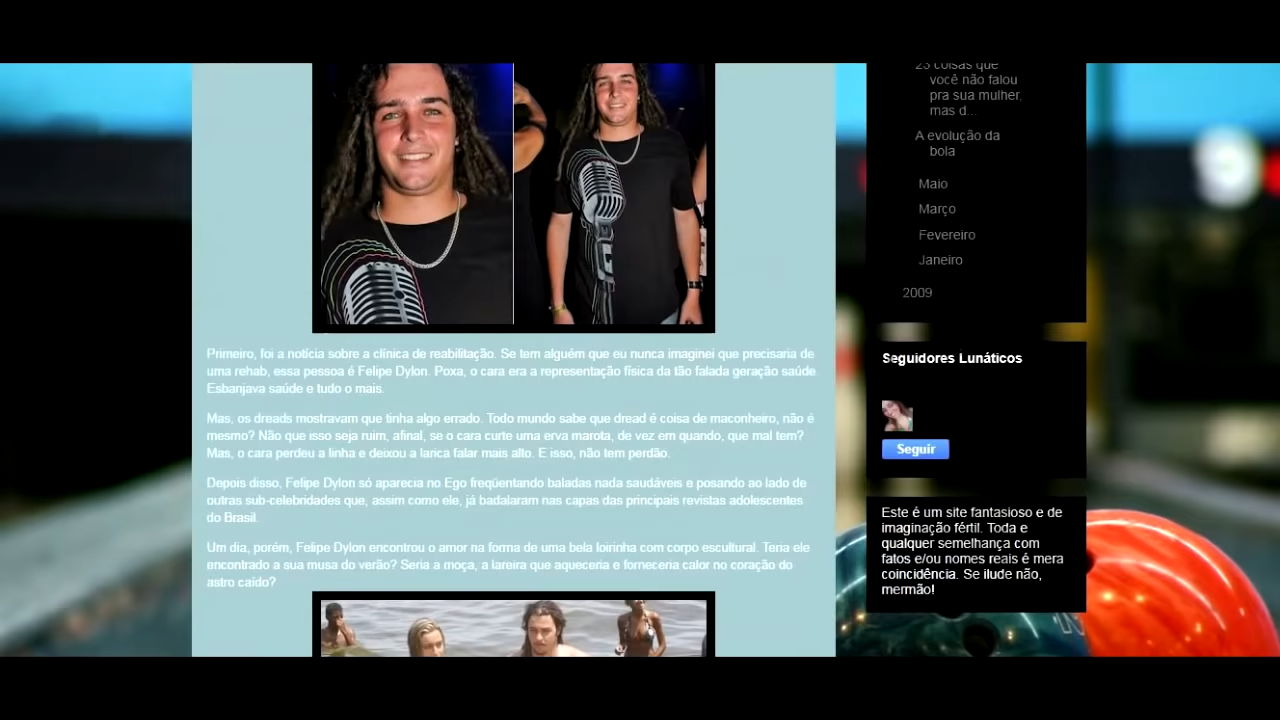 Primeiro, foi a notícia sobre a clínica de reabilitação. Se tem alguém que eu nunca imaginei que precisaria de
uma rehab, essa pessoa é Felipe Dylon. Poxa, o cara era a representação física da tão falada geração saúde.
Esbanjava saúde e tudo o mais.
Mas, os dreads mostravam que tinha algo errado. Todo mundo sabe que dread é coisa de maconheiro, não é
mesmo? Não que isso seja ruim, afinal, se o cara curte uma erva marota, de vez em quando, que mal tem?
Mas, o cara perdeu a linha e deixou a larica falar mais alto. E isso, não tem perdão.
Depois disso, Felipe Dylon só aparecia no Ego freqüentando baladas nada saudáveis e posando ao lado de
outras sub-celebridades que, assim como ele, já badalaram nas capas das principais revistas adolescentes
do Brasil.
Um dia, porém, Felipe Dylon encontrou o amor na forma de uma bela loirinha com corpo escultural. Teria ele
encontrado a sua musa do verão? Seria a moça, a lareira que aqueceria e forneceria calor no coração do
astro caído?
23 coisas que
você não falou
pra sua mulher,
mas d...
A evolução da
bola
Maio
Março
Fevereiro
Janeiro
2009
Seguidores Lunáticos
Seguir
Este é um site fantasioso e de
imaginação fértil. Toda e
qualquer semelhança com
fatos e/ou nomes reais é mera
coincidência. Se ilude não,
mermão!